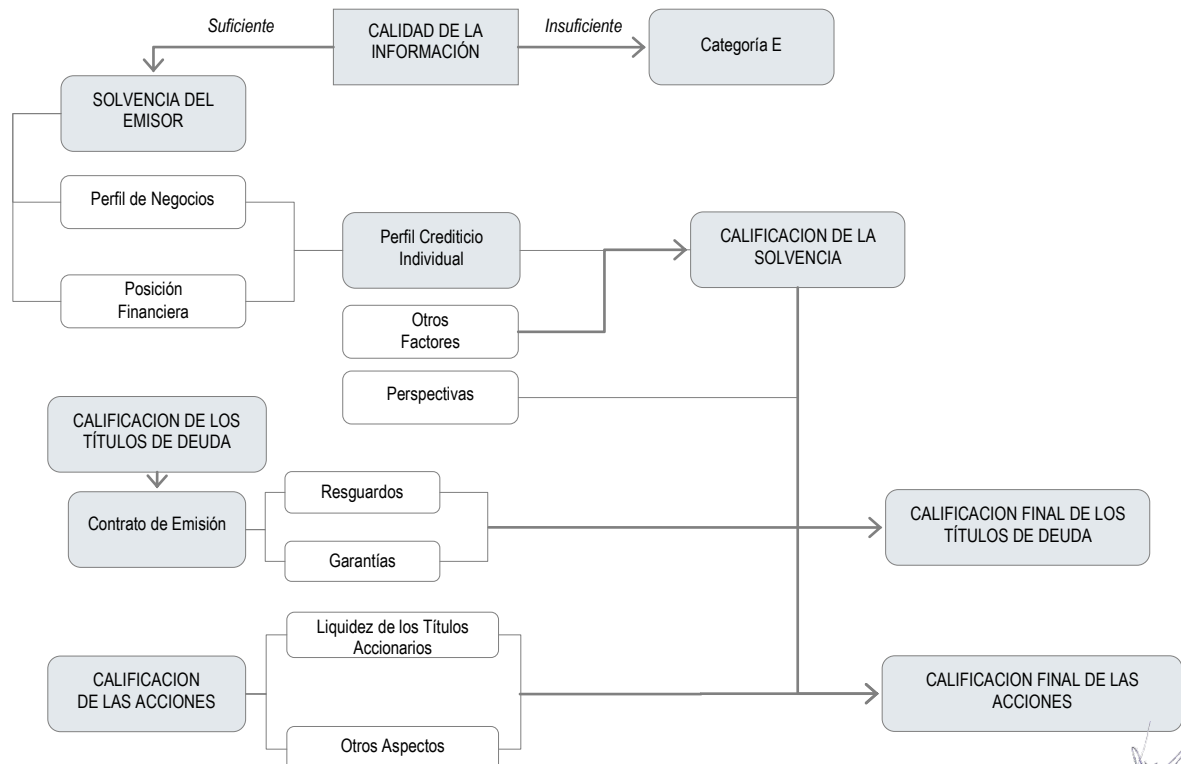 Suficiente
CALIDAD DE LA
INFORMACIÓN
Insuficiente
Categoría E
SOLVENCIA DEL
EMISOR
Perfil de Negocios
Posición
Financiera
Perfil Crediticio
Individual
Otros
Factores
Perspectivas
CALIFICACION DE LA
SOLVENCIA
CALIFICACION DE LOS
TÍTULOS DE DEUDA
Contrato de Emisión
Resguardos
Garantías
CALIFICACION FINAL DE LOS
TÍTULOS DE DEUDA
CALIFICACION
DE LAS ACCIONES
Liquidez de los Títulos
Accionarios
Otros Aspectos
CALIFICACION FINAL DE LAS
ACCIONES